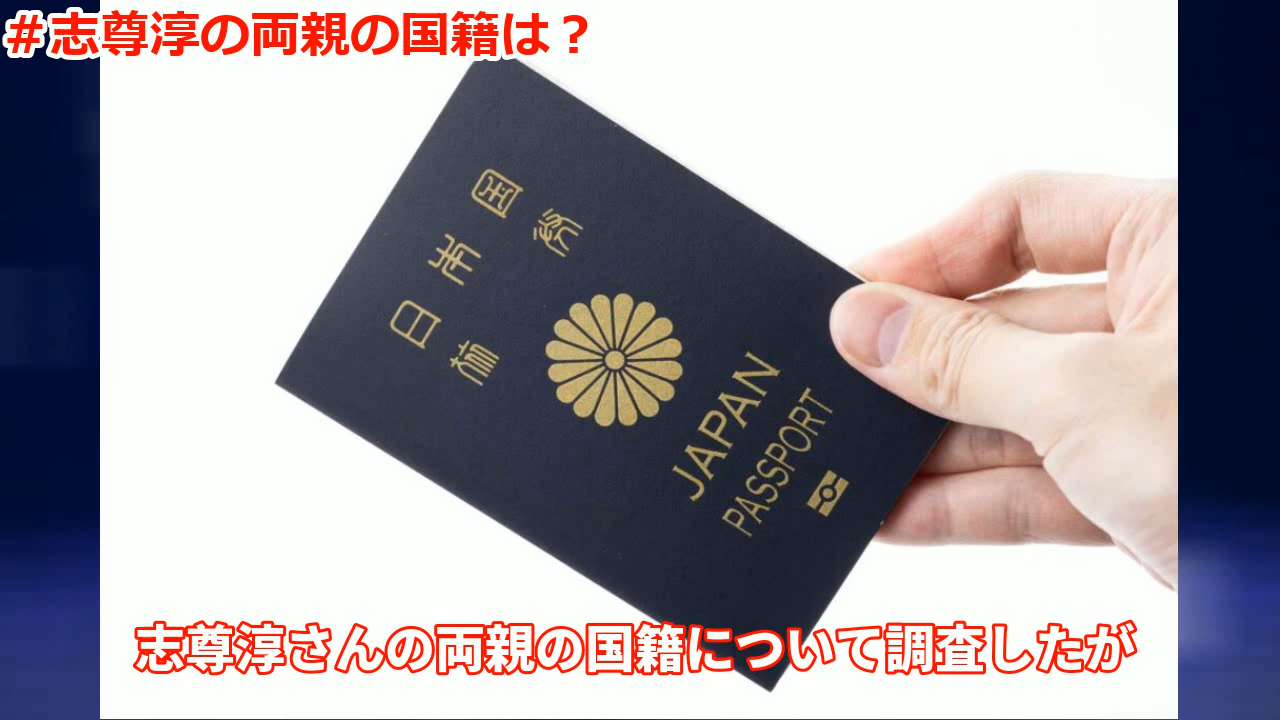 #志尊淳の両親の国籍は？
日本国
旅券
JAPAN
PASSPORT
志尊淳さんの両親の国籍について調査したが